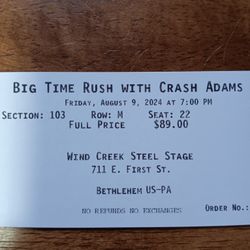 Big Time Rush with Crash Adams
Friday, August 9, 2024 at 7:00 PM
Section: 103 Row: M Seat: 22
Full Price $89.00
Wind Creek Steel Stage
711 E. First St.
Bethlehem US-PA
NO REFUNDS NO EXCHANGES
Order No.: